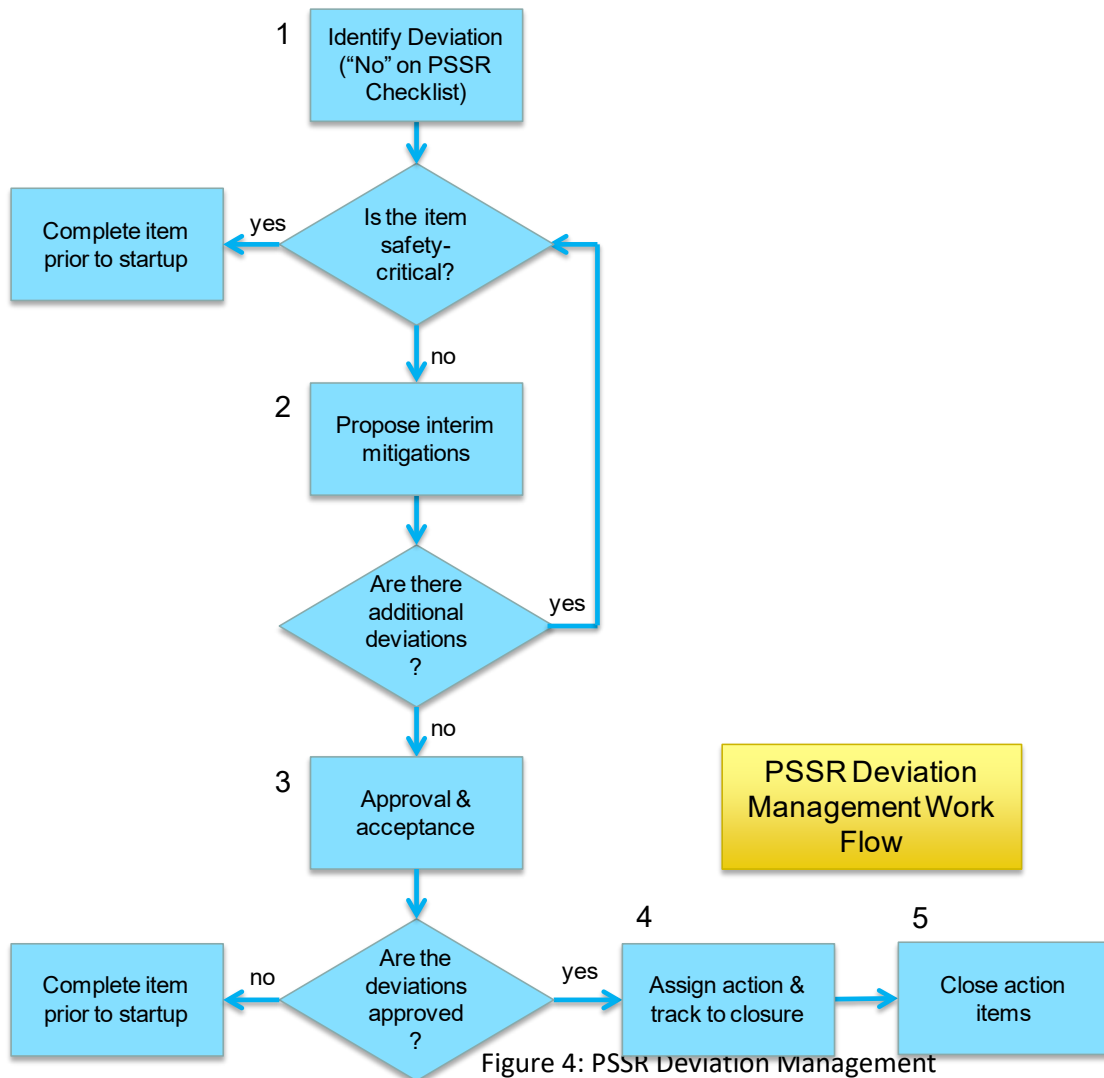 1
Identify Deviation
("No" on PSSR
Checklist)
Is the item
safety-
critical?
yes
Complete item
prior to startup
no
2
Propose interim
mitigations
Are there
additional
deviations
?
yes
no
3
Approval &
acceptance
PSSR Deviation
Management Work
Flow
Are the
deviations
approved
?
no
Complete item
prior to startup
yes
4
Assign action &
track to closure
5
Close action
items
Figure 4: PSSR Deviation Management